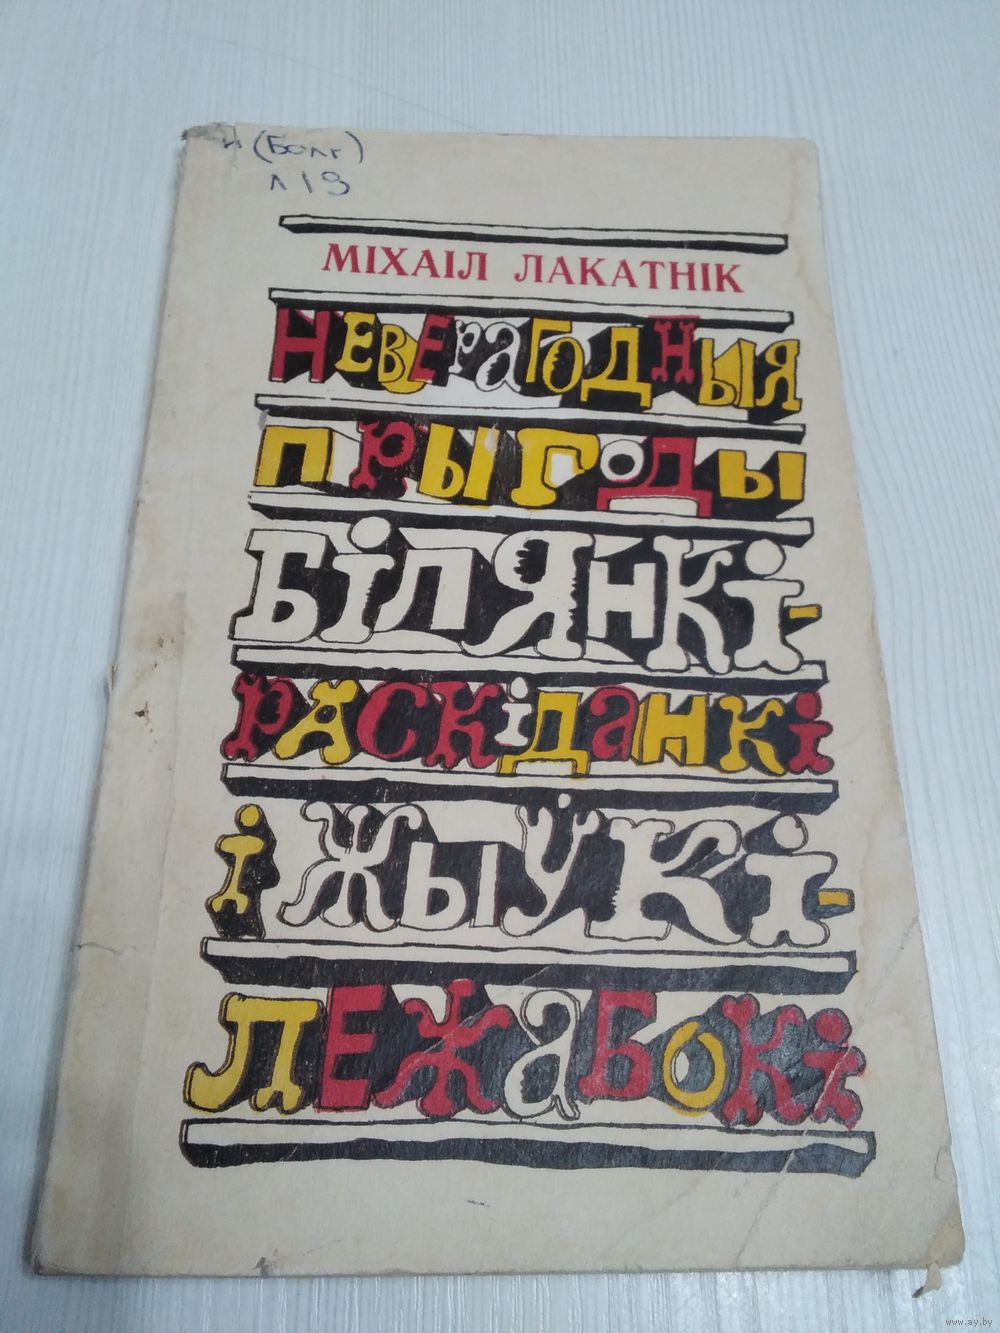 и (Болг)
Л 19
МІХАІЛ ЛАКАТНІК
НЕВЕРАГОДНЫЯ
ПРЫГОДЫ
БІЛЯНКІ-
РАСКІДАНКІ
І ЖЫЎКІ-
ЛЕЖАБОКІ
www.ay.by